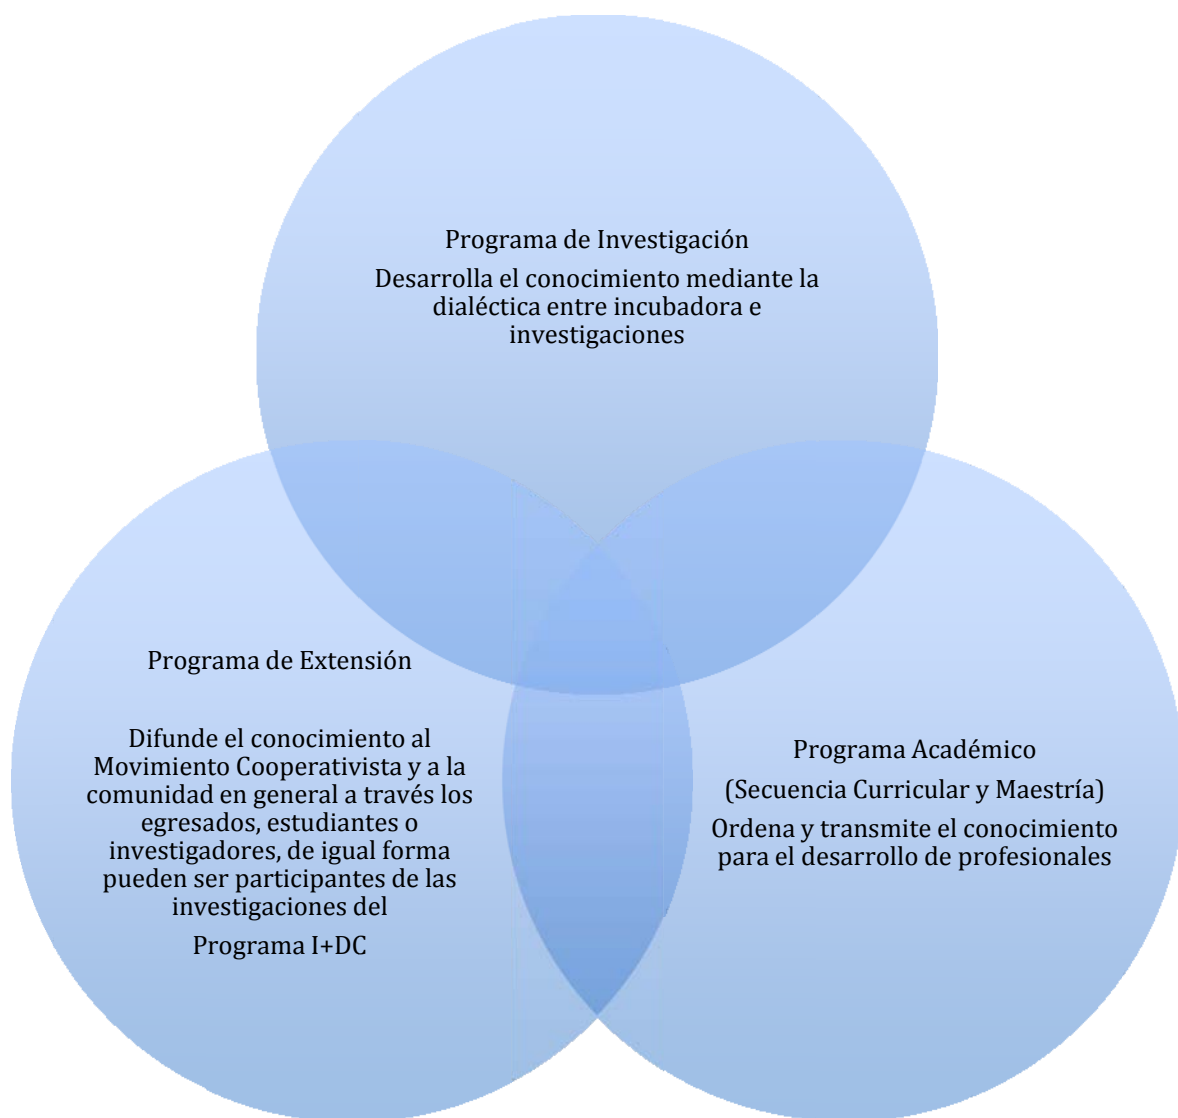 Programa de Investigación
Desarrolla el conocimiento mediante la
dialéctica entre incubadora e
investigaciones
Programa de Extensión
Difunde el conocimiento al
Movimiento Cooperativista y a la
comunidad en general a través los
egresados, estudiantes o
investigadores, de igual forma
pueden ser participantes de las
investigaciones del
Programa I+DC
Programa Académico
(Secuencia Curricular y Maestría)
Ordena y transmite el conocimiento
para el desarrollo de profesionales